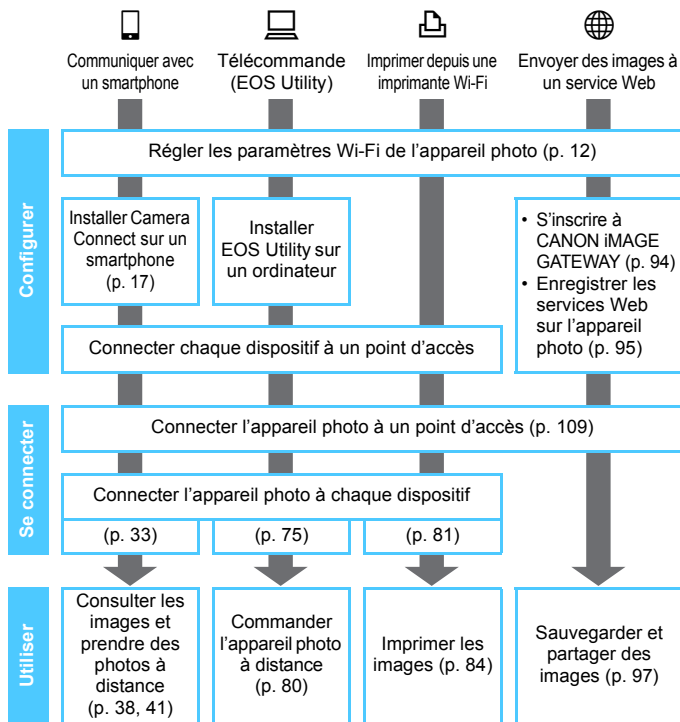 Communiquer avec
un smartphone
Télécommande
(EOS Utility)
Imprimer depuis une
imprimante Wi-Fi
Envoyer des images à
un service Web
Configurer
Régler les paramètres Wi-Fi de l'appareil photo (p. 12)
Installer Camera
Connect sur un
smartphone
(p. 17)
Installer
EOS Utility sur
un ordinateur
• S'inscrire à
CANON iMAGE
GATEWAY (p. 94)
• Enregistrer les
services Web
sur l'appareil
photo (p. 95)
Connecter chaque dispositif à un point d'accès
Se connecter
Connecter l'appareil photo à un point d'accès (p. 109)
Connecter l'appareil photo à chaque dispositif
(p. 33)
(p. 75)
(p. 81)
Utiliser
Consulter les
images et
prendre des
photos à
distance
(p. 38, 41)
Commander
l'appareil photo
à distance
(p. 80)
Imprimer les
images (p. 84)
Sauvegarder et
partager des
images (p. 97)